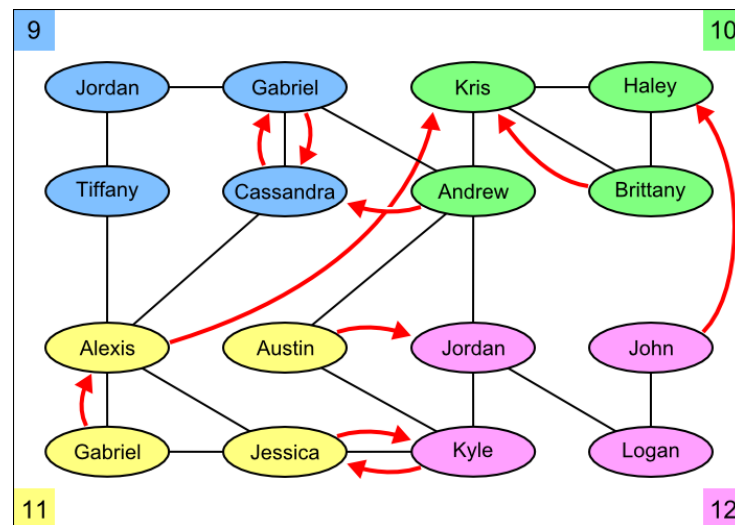 9
10
Jordan
Gabriel
Kris
Haley
Tiffany
Cassandra
Andrew
Brittany
Alexis
Austin
Jordan
John
Gabriel
Jessica
Kyle
Logan
11
12